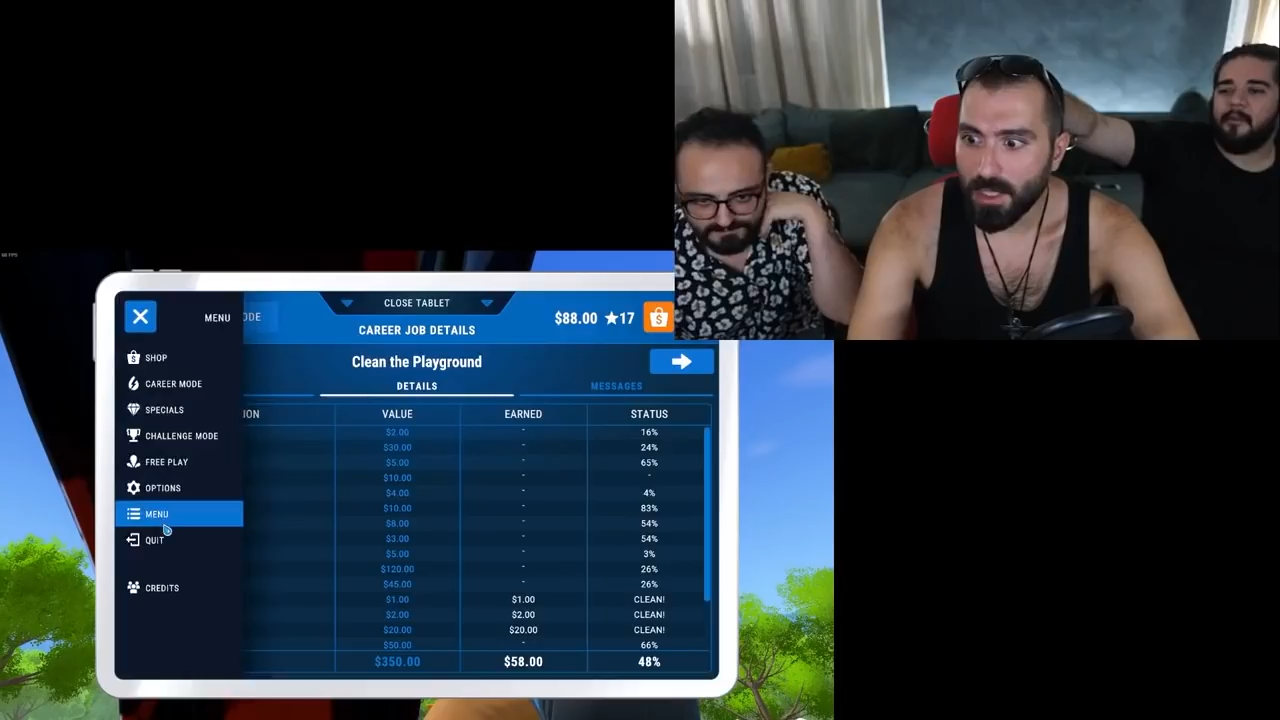 CLOSE TABLET
MENU
ODE
CAREER JOB DETAILS
$88.00 ★17
SHOP
CAREER MODE
SPECIALS
CHALLENGE MODE
FREE PLAY
OPTIONS
MENU
QUIT
CREDITS
Clean the Playground
DETAILS
MESSAGES
ION VALUE EARNED STATUS
$2.00 - 16%
$30.00 - 24%
$5.00 - 65%
$10.00 - -
$4.00 - 4%
$10.00 - 83%
$8.00 - 54%
$3.00 - 54%
$5.00 - 3%
$120.00 - 26%
$45.00 - 26%
$1.00 $1.00 CLEAN!
$2.00 $2.00 CLEAN!
$20.00 $20.00 CLEAN!
$50.00 - 66%
$350.00 $58.00 48%